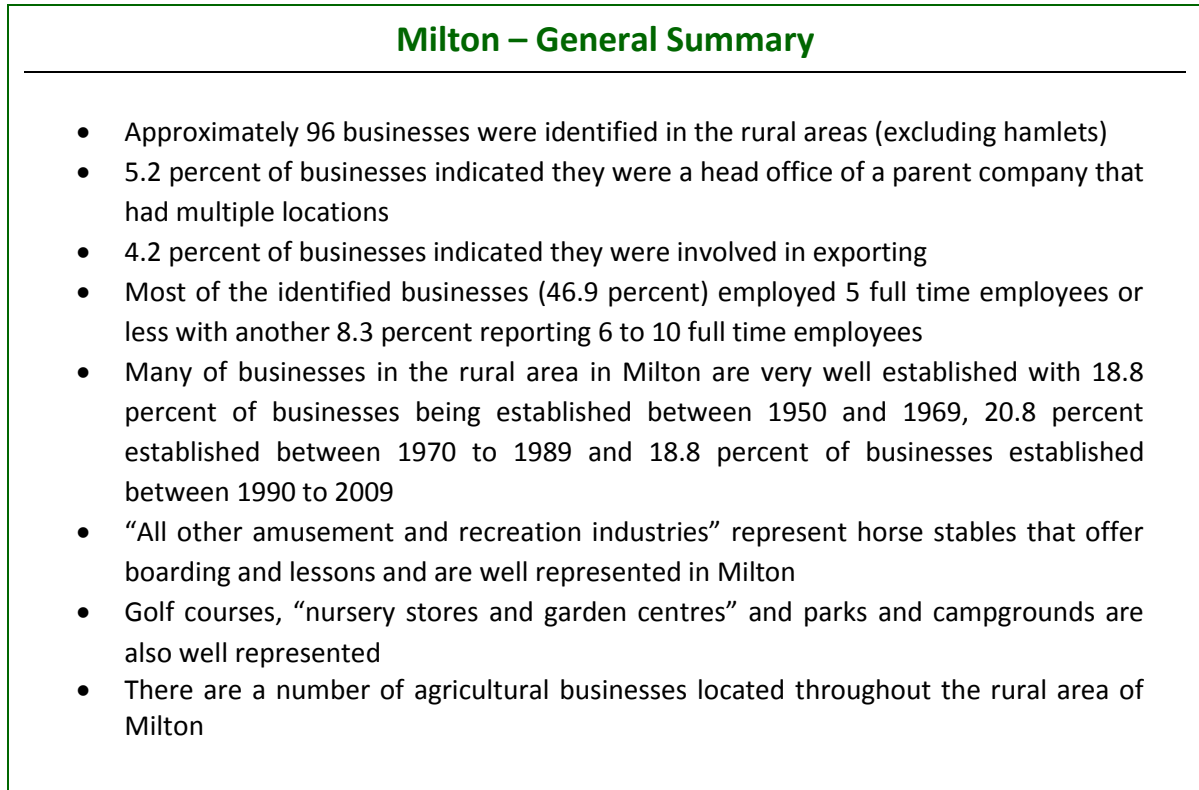 Milton – General Summary
• Approximately 96 businesses were identified in the rural areas (excluding hamlets)
• 5.2 percent of businesses indicated they were a head office of a parent company that
had multiple locations
• 4.2 percent of businesses indicated they were involved in exporting
• Most of the identified businesses (46.9 percent) employed 5 full time employees or
less with another 8.3 percent reporting 6 to 10 full time employees
• Many of businesses in the rural area in Milton are very well established with 18.8
percent of businesses being established between 1950 and 1969, 20.8 percent
established between 1970 to 1989 and 18.8 percent of businesses established
between 1990 to 2009
• “All other amusement and recreation industries” represent horse stables that offer
boarding and lessons and are well represented in Milton
• Golf courses, “nursery stores and garden centres” and parks and campgrounds are
also well represented
• There are a number of agricultural businesses located throughout the rural area of
Milton